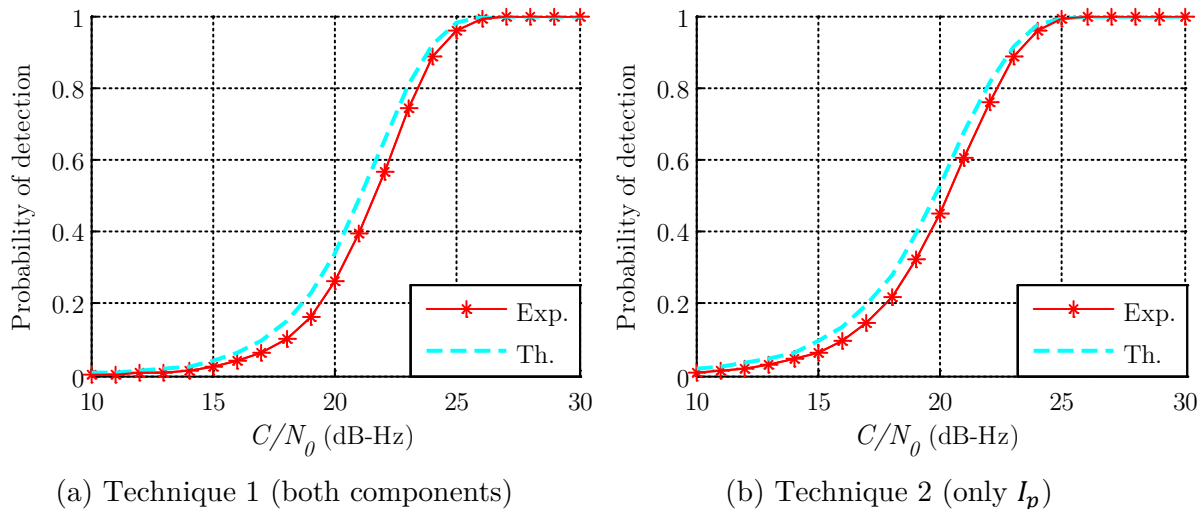 1
0.8
0.6
0.4
0.2
0
Probability of detection
10
15
20
25
30
C/N0 (dB-Hz)
Exp.
Th.
(a) Technique 1 (both components)
1
0.8
0.6
0.4
0.2
0
Probability of detection
10
15
20
25
30
C/N0 (dB-Hz)
Exp.
Th.
(b) Technique 2 (only Ip)